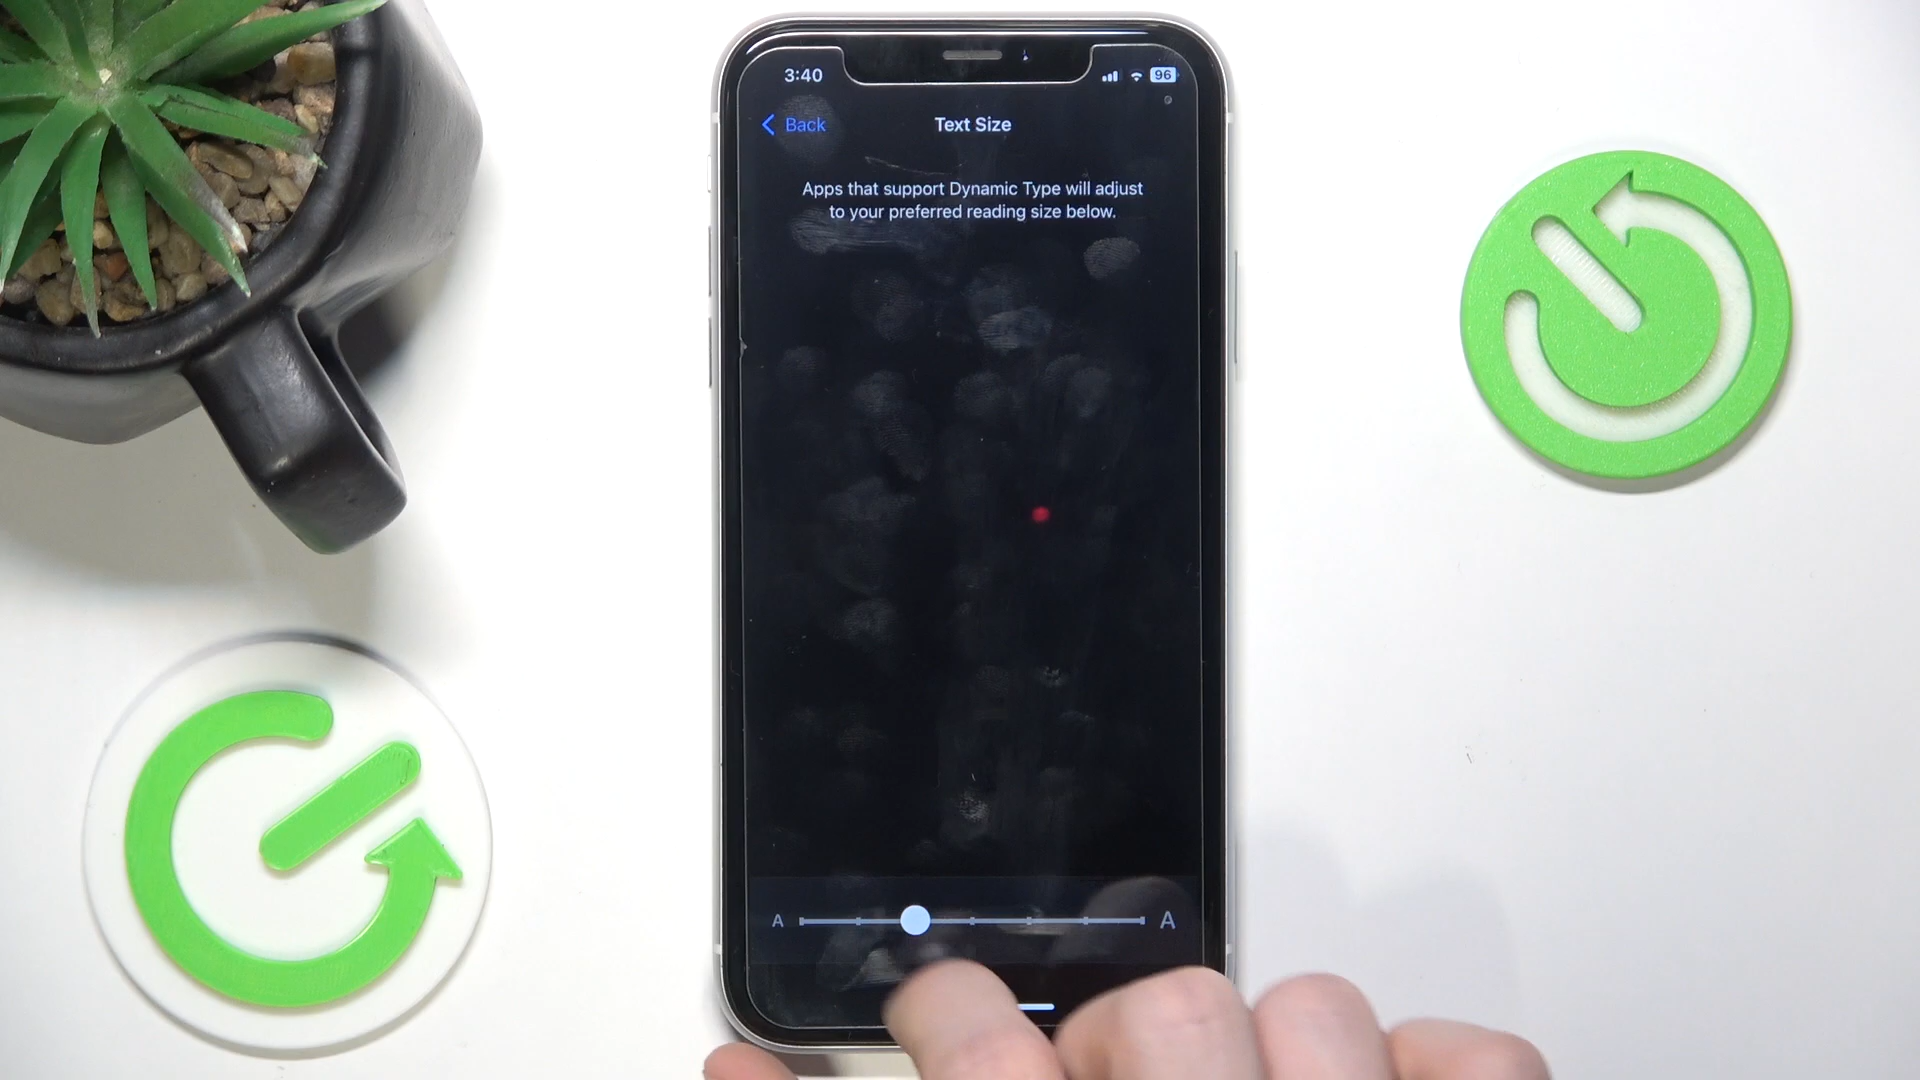 3:40
96
Back
Text Size
Apps that support Dynamic Type will adjust
to your preferred reading size below.
A A